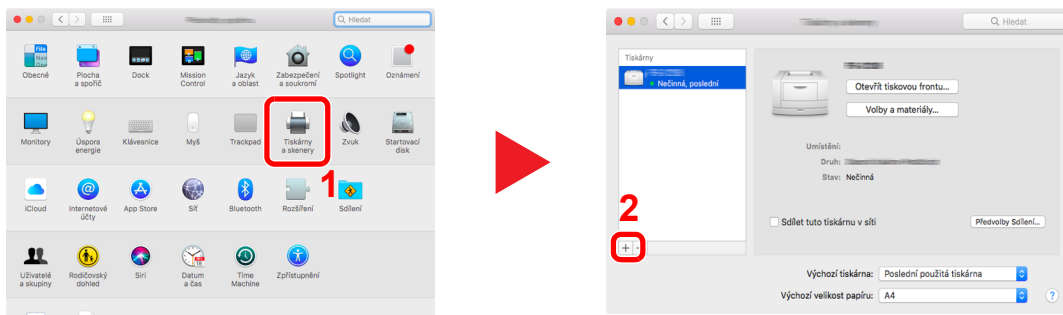 Hledat
File
New
Obecné
Plocha
a spořič
Dock
Mission
Control
Jazyk
a oblast
Zabezpečení
a soukromí
Spotlight
Oznámení
Monitory
Úspora
energie
Klávesnice
Myš
Trackpad
Tiskárny
a skenery
Zvuk
Startovací
disk
1
iCloud
Internetové
účty
App Store
Síť
Bluetooth
Rozšíření
Sdílení
Uživatelé
a skupiny
Rodičovský
dohled
Siri
Datum
a čas
Time
Machine
Zpřístupnění
Hledat
Tiskárny
Nečinná, poslední
Otevřít tiskovou frontu...
Volby a materiály...
Umístění:
Druh:
Stav: Nečinná
2
Sdílet tuto tiskárnu v síti
Předvolby Sdílení...
+ -
Výchozí tiskárna: Poslední použitá tiskárna
Výchozí velikost papíru: A4
?